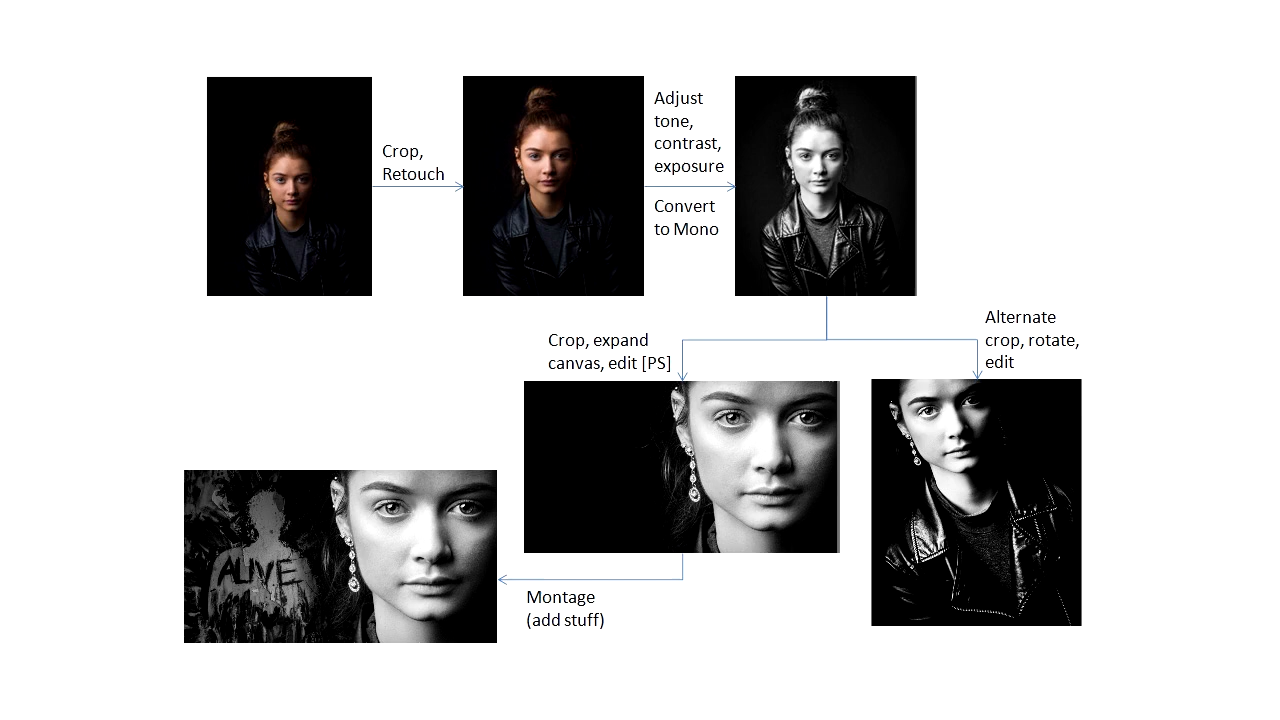 Crop,
Retouch
Adjust
tone,
contrast,
exposure
Convert
to Mono
Crop, expand
canvas, edit [PS]
Alternate
crop, rotate,
edit
ALIVE
Montage
(add stuff)